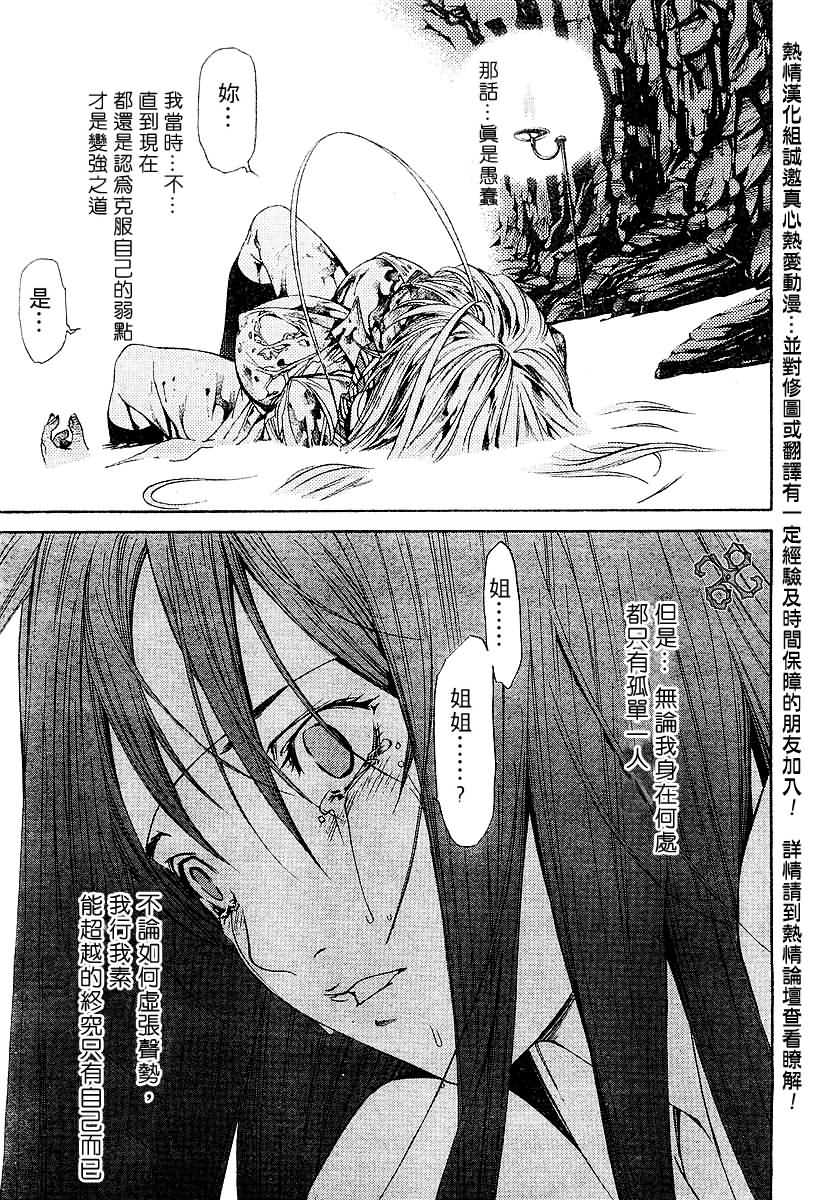 熱情漢化組誠邀真心熱愛動漫…並對修圖或翻譯有一定經驗及時間保障的朋友加入！ 詳情請到熱情論壇查看瞭解！
那話…真是愚蠢
妳…
我當時…不…
直到現在
都還是認為克服自己的弱點
才是變強之道
是…
但是…無論我身在何處
都只有孤單一人
姐……
姐姐……？
不論如何虛張聲勢，
我行我素
能超越的終究只有自己而已